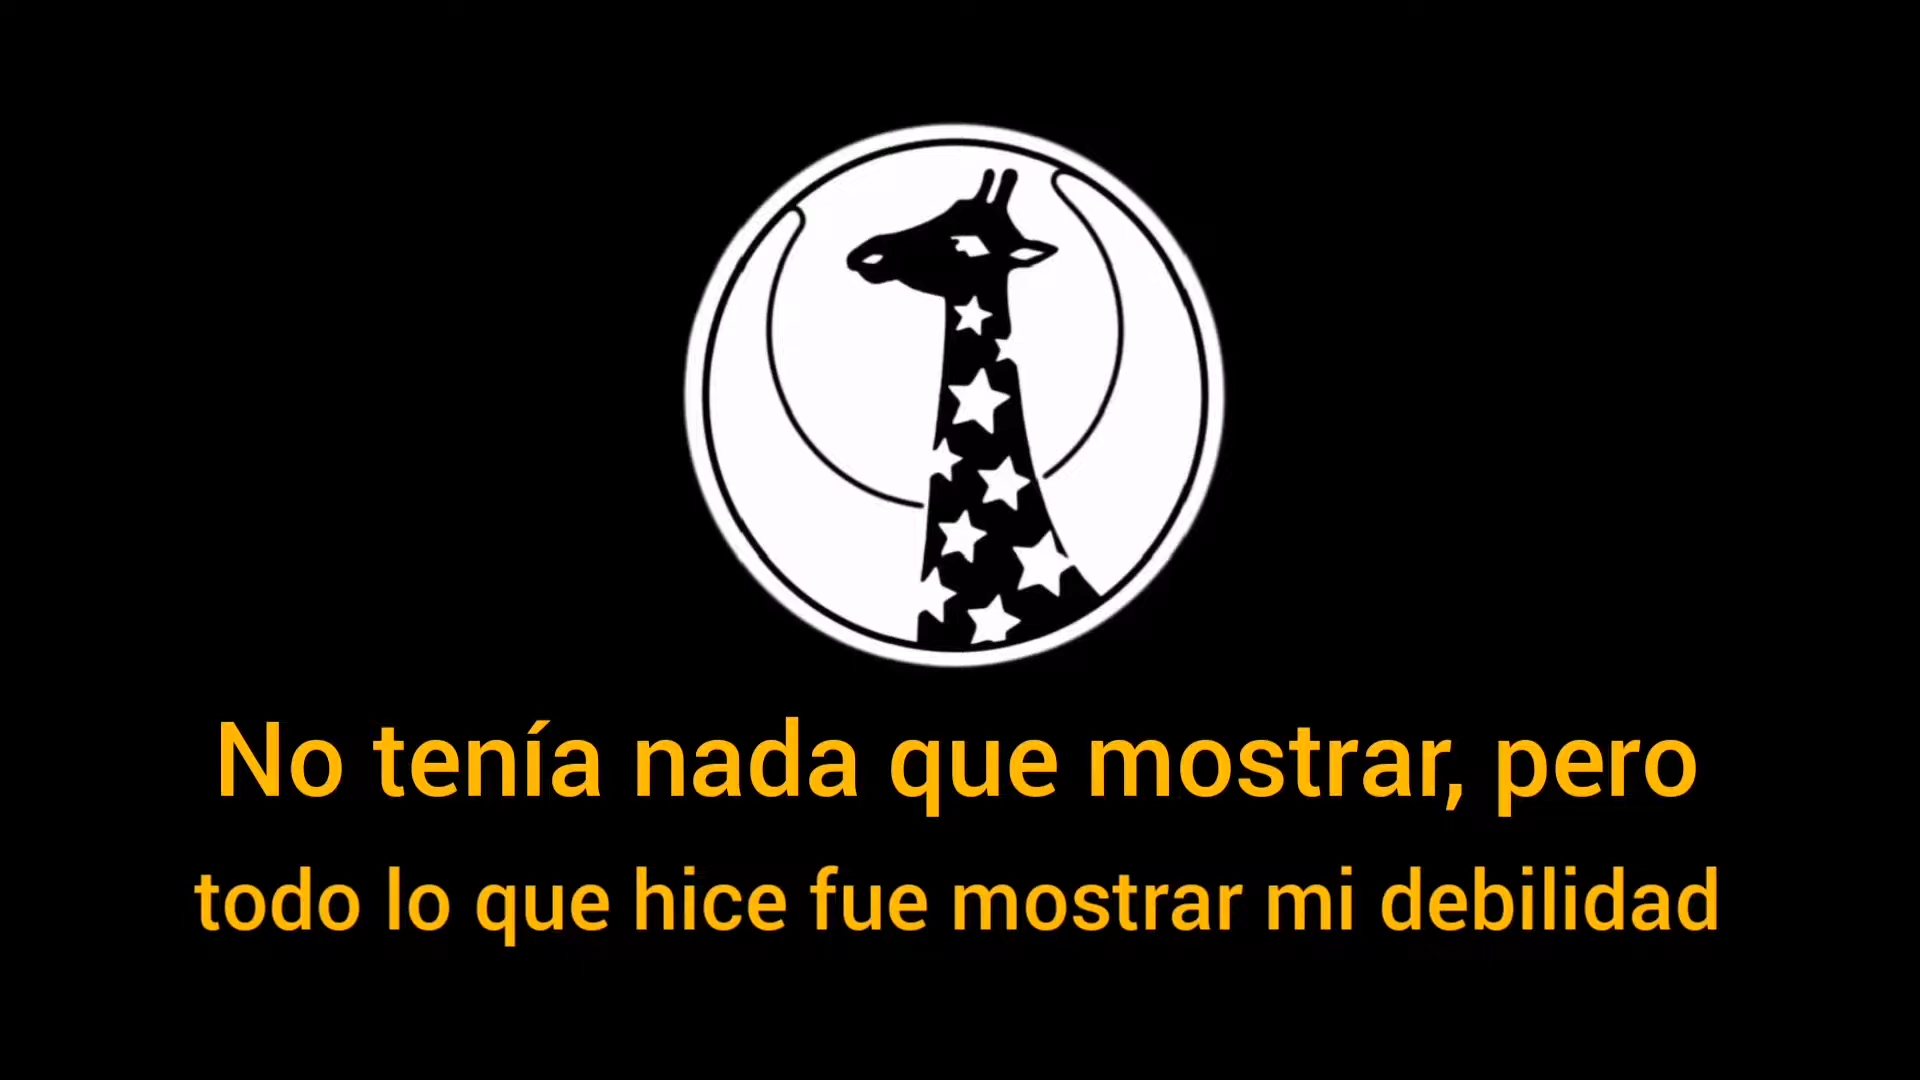 No tenía nada que mostrar, pero
todo lo que hice fue mostrar mi debilidad